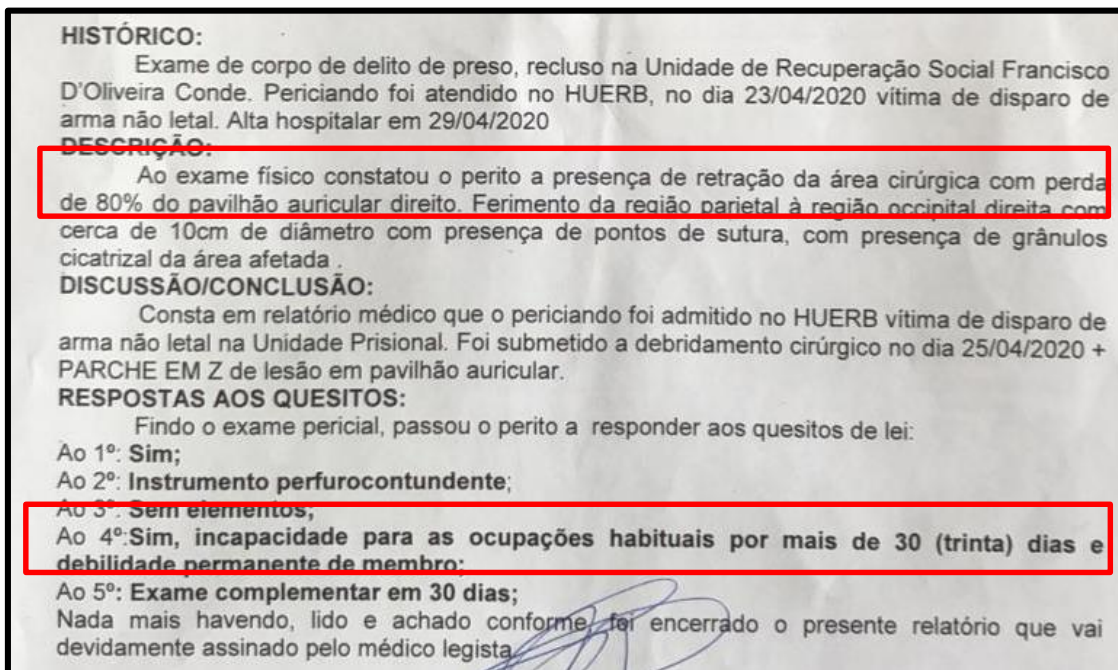 HISTÓRICO:
Exame de corpo de delito de preso, recluso na Unidade de Recuperação Social Francisco
D'Oliveira Conde. Periciando foi atendido no HUERB, no dia 23/04/2020 vítima de disparo de
arma não letal. Alta hospitalar em 29/04/2020
DESCRIÇÃO:
Ao exame físico constatou o perito a presença de retração da área cirúrgica com perda
de 80% do pavilhão auricular direito. Ferimento da região parietal à região occipital direita com
cerca de 10cm de diâmetro com presença de pontos de sutura, com presença de grânulos
cicatrizal da área afetada .
DISCUSSÃO/CONCLUSÃO:
Consta em relatório médico que o periciando foi admitido no HUERB vítima de disparo de
arma não letal na Unidade Prisional. Foi submetido a debridamento cirúrgico no dia 25/04/2020 +
PARCHE EM Z de lesão em pavilhão auricular.
RESPOSTAS AOS QUESITOS:
Findo o exame pericial, passou o perito a responder aos quesitos de lei:
Ao 1º: Sim;
Ao 2º: Instrumento perfurocontundente;
Ao 3º: Sem elementos;
Ao 4º:Sim, incapacidade para as ocupações habituais por mais de 30 (trinta) dias e
debilidade permanente de membro;
Ao 5º: Exame complementar em 30 dias;
Nada mais havendo, lido e achado conforme, foi encerrado o presente relatório que vai
devidamente assinado pelo médico legista